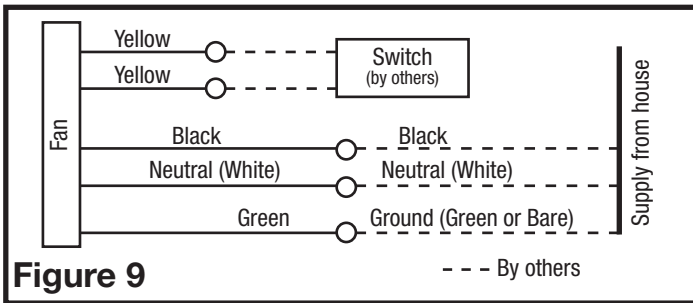 Yellow
Yellow
Switch
(by others)
Fan
Black
Black
Neutral (White)
Neutral (White)
Green
Ground (Green or Bare)
Supply from house
Figure 9
- - - - By others